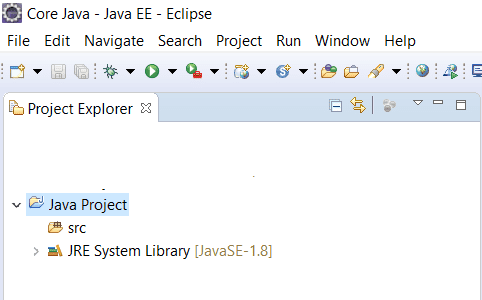 Core Java - Java EE - Eclipse
File Edit Navigate Search Project Run Window Help
Project Explorer
Java Project
src
JRE System Library [JavaSE-1.8]